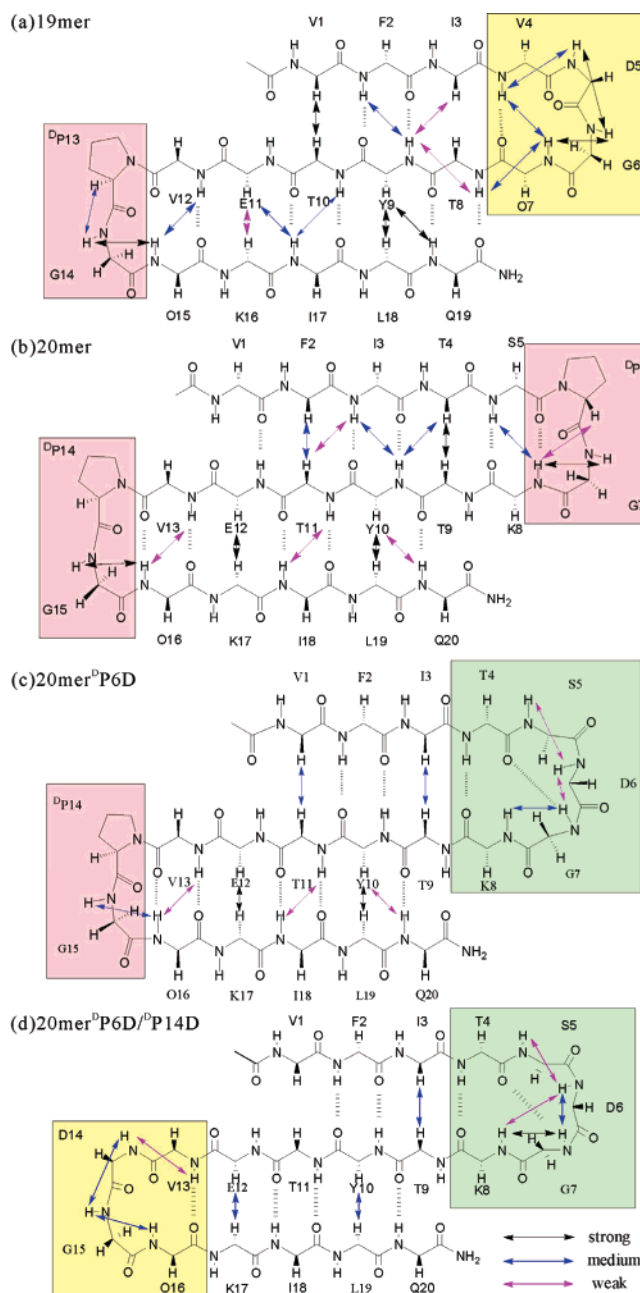 (a)19mer
V1 F2 I3 V4
D5
ᴰP13
G6
V12 E11 T10 Y9 T8 O7
G14
NH₂
O15 K16 I17 L18 Q19
(b)20mer
V1 F2 I3 T4 S5
ᴰP
ᴰP14
G7
V13 E12 T11 Y10 T9 K8
G15
NH₂
O16 K17 I18 L19 Q20
(c)20merᴰP6D
V1 F2 I3 T4 S5
D6
ᴰP14
V13 E12 T11 Y10 T9 K8 G7
G15
NH₂
O16 K17 I18 L19 Q20
(d)20merᴰP6D/ᴰP14D
V1 F2 I3 T4 S5
D14
D6
V13 E12 T11 Y10 T9 K8 G7
G15
NH₂
O16 K17 I18 L19 Q20
strong
medium
weak